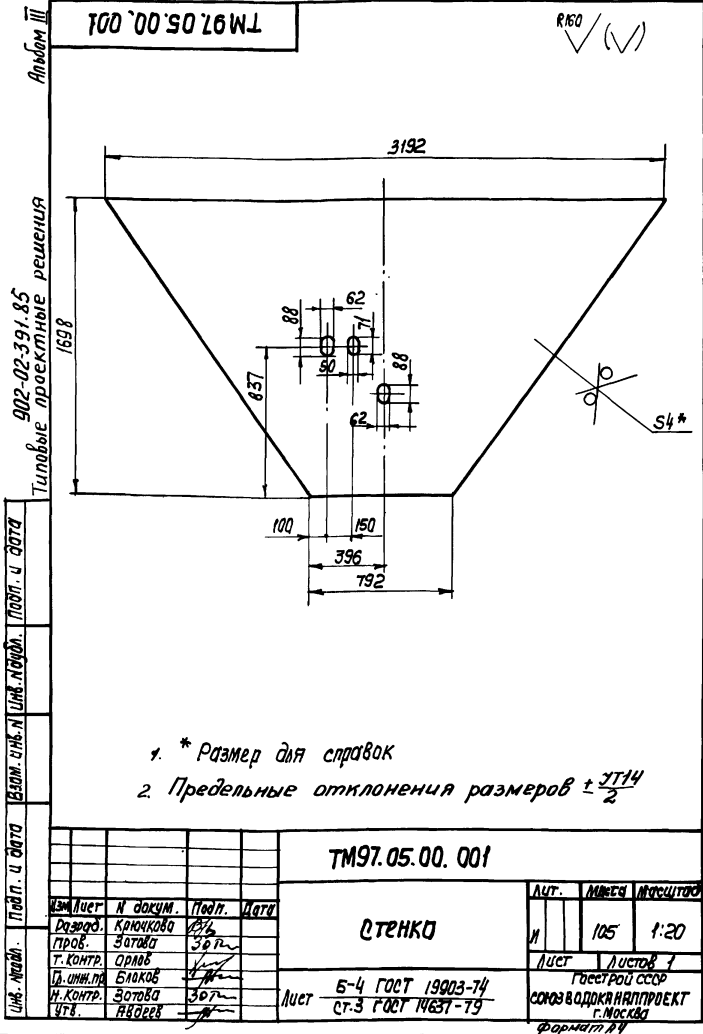 ТМ97.05.00.001
R160
Альбом III
902-02-391.85
Типовые проектные решения
3192
1698
88
62
71
50
88
837
62
S4*
100
150
396
792
1. * Размер для справок
2. Предельные отклонения размеров ± JT14/2
Инв. №подл.
Подп. и дата
Взам. инв. N
Инв. Nдубл.
Подп. и дата
ТМ97.05.00.001
Изм Лист N докум. Подп. Дата
Разраб. Крючкова
Пров. Зотова
Т.контр. Орлов
Гл.инж.пр Блаков
Н.контр. Зотова
Утв. Авдеев
Стенка
Лит. Масса Масштаб
И 105 1:20
Лист Листов 1
Лист Б-4 ГОСТ 19903-74
Ст.3 ГОСТ 14637-79
Госстрой СССР
СОЮЗВОДОКАНАЛПРОЕКТ
г.Москва
формат А4